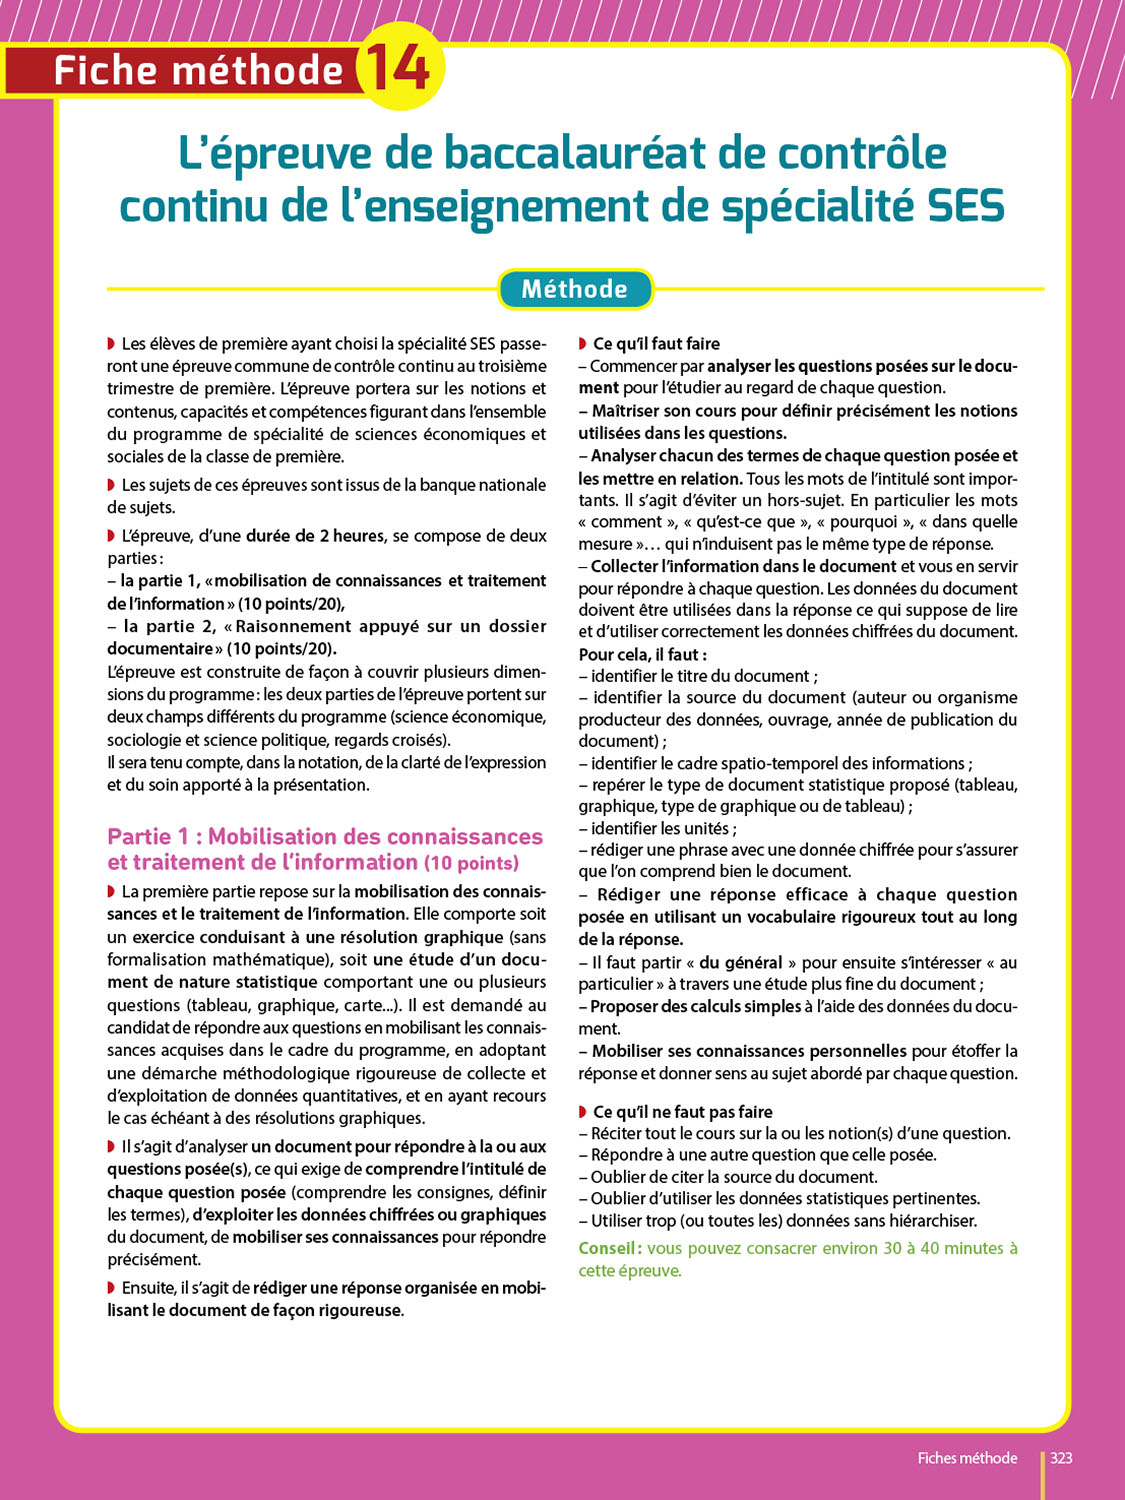 Fiche méthode 14
L’épreuve de baccalauréat de contrôle
continu de l’enseignement de spécialité SES
Méthode
◗ Les élèves de première ayant choisi la spécialité SES passe-
ront une épreuve commune de contrôle continu au troisième
trimestre de première. L’épreuve portera sur les notions et
contenus, capacités et compétences figurant dans l’ensemble
du programme de spécialité de sciences économiques et
sociales de la classe de première.
◗ Les sujets de ces épreuves sont issus de la banque nationale
de sujets.
◗ L’épreuve, d’une durée de 2 heures, se compose de deux
parties :
– la partie 1, « mobilisation de connaissances et traitement
de l’information » (10 points/20),
– la partie 2, « Raisonnement appuyé sur un dossier
documentaire » (10 points/20).
L’épreuve est construite de façon à couvrir plusieurs dimen-
sions du programme : les deux parties de l’épreuve portent sur
deux champs différents du programme (science économique,
sociologie et science politique, regards croisés).
Il sera tenu compte, dans la notation, de la clarté de l’expression
et du soin apporté à la présentation.
Partie 1 : Mobilisation des connaissances
et traitement de l’information (10 points)
◗ La première partie repose sur la mobilisation des connais-
sances et le traitement de l’information. Elle comporte soit
un exercice conduisant à une résolution graphique (sans
formalisation mathématique), soit une étude d’un docu-
ment de nature statistique comportant une ou plusieurs
questions (tableau, graphique, carte...). Il est demandé au
candidat de répondre aux questions en mobilisant les connais-
sances acquises dans le cadre du programme, en adoptant
une démarche méthodologique rigoureuse de collecte et
d’exploitation de données quantitatives, et en ayant recours
le cas échéant à des résolutions graphiques.
◗ Il s’agit d’analyser un document pour répondre à la ou aux
questions posée(s), ce qui exige de comprendre l’intitulé de
chaque question posée (comprendre les consignes, définir
les termes), d’exploiter les données chiffrées ou graphiques
du document, de mobiliser ses connaissances pour répondre
précisément.
◗ Ensuite, il s’agit de rédiger une réponse organisée en mobi-
lisant le document de façon rigoureuse.
◗ Ce qu’il faut faire
– Commencer par analyser les questions posées sur le docu-
ment pour l’étudier au regard de chaque question.
– Maîtriser son cours pour définir précisément les notions
utilisées dans les questions.
– Analyser chacun des termes de chaque question posée et
les mettre en relation. Tous les mots de l’intitulé sont impor-
tants. Il s’agit d’éviter un hors-sujet. En particulier les mots
« comment », « qu’est-ce que », « pourquoi », « dans quelle
mesure »… qui n’induisent pas le même type de réponse.
– Collecter l’information dans le document et vous en servir
pour répondre à chaque question. Les données du document
doivent être utilisées dans la réponse ce qui suppose de lire
et d’utiliser correctement les données chiffrées du document.
Pour cela, il faut :
– identifier le titre du document ;
– identifier la source du document (auteur ou organisme
producteur des données, ouvrage, année de publication du
document) ;
– identifier le cadre spatio-temporel des informations ;
– repérer le type de document statistique proposé (tableau,
graphique, type de graphique ou de tableau) ;
– identifier les unités ;
– rédiger une phrase avec une donnée chiffrée pour s’assurer
que l’on comprend bien le document.
– Rédiger une réponse efficace à chaque question
posée en utilisant un vocabulaire rigoureux tout au long
de la réponse.
– Il faut partir « du général » pour ensuite s’intéresser « au
particulier » à travers une étude plus fine du document ;
– Proposer des calculs simples à l’aide des données du docu-
ment.
– Mobiliser ses connaissances personnelles pour étoffer la
réponse et donner sens au sujet abordé par chaque question.
◗ Ce qu’il ne faut pas faire
– Réciter tout le cours sur la ou les notion(s) d’une question.
– Répondre à une autre question que celle posée.
– Oublier de citer la source du document.
– Oublier d’utiliser les données statistiques pertinentes.
– Utiliser trop (ou toutes les) données sans hiérarchiser.
Conseil : vous pouvez consacrer environ 30 à 40 minutes à
cette épreuve.
Fiches méthode 323